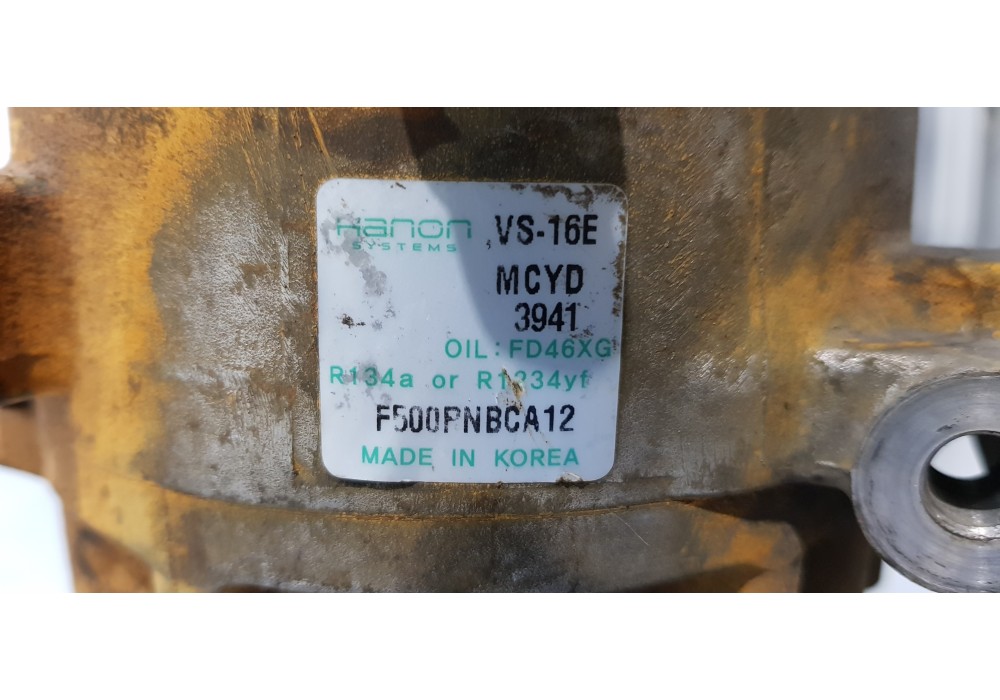 Hanon VS-16E
SYSTEMS
MCYD
3941
OIL: FD46XG
R134a or R1234yf
F500PNBCA12
MADE IN KOREA